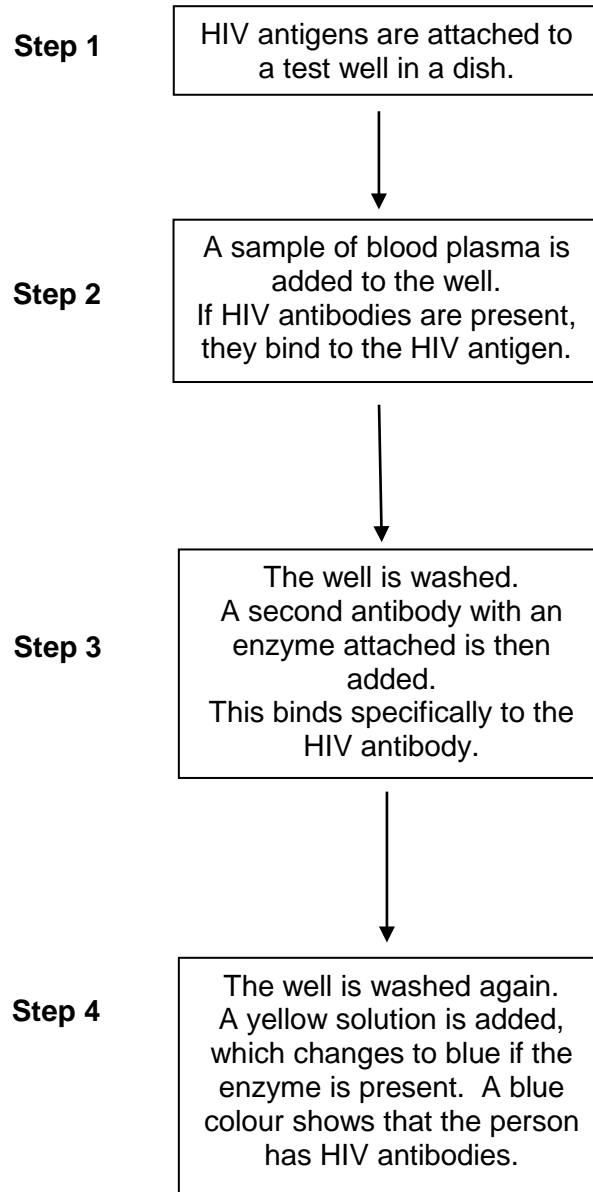 Step 1
HIV antigens are attached to
a test well in a dish.
Step 2
A sample of blood plasma is
added to the well.
If HIV antibodies are present,
they bind to the HIV antigen.
Step 3
The well is washed.
A second antibody with an
enzyme attached is then
added.
This binds specifically to the
HIV antibody.
Step 4
The well is washed again.
A yellow solution is added,
which changes to blue if the
enzyme is present.  A blue
colour shows that the person
has HIV antibodies.